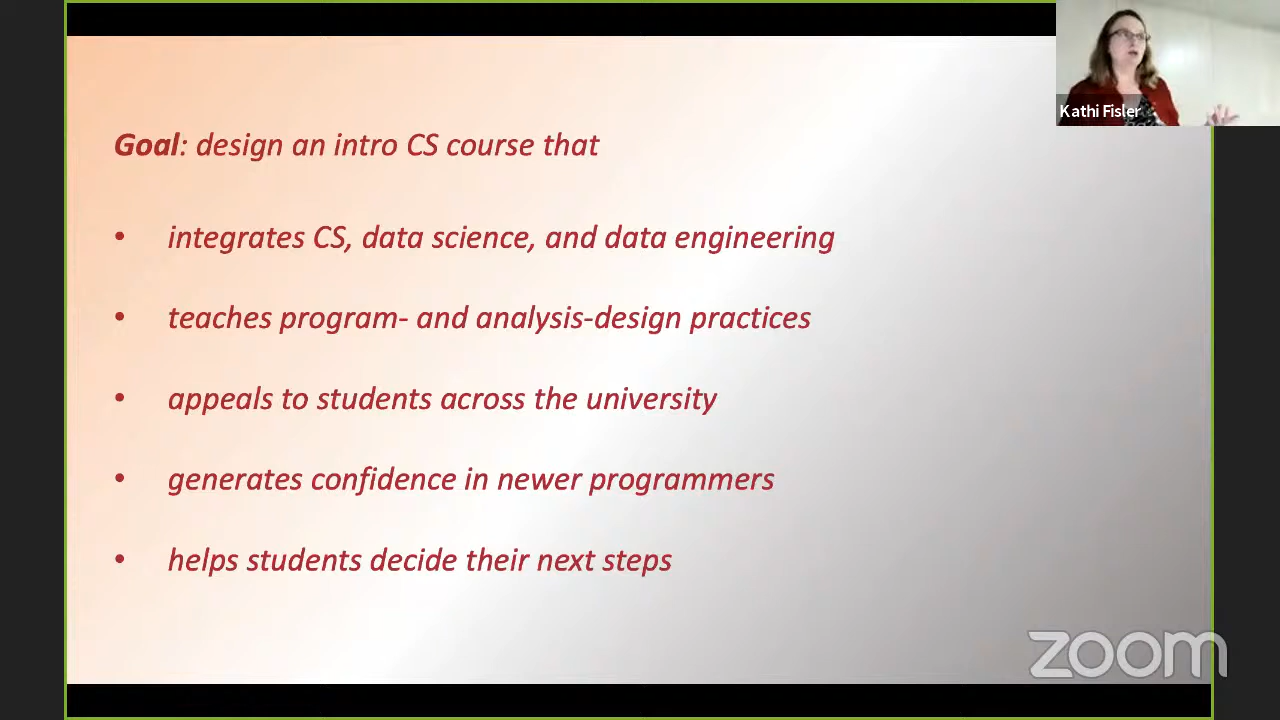 Kathi Fisler
Goal: design an intro CS course that
• integrates CS, data science, and data engineering
• teaches program- and analysis-design practices
• appeals to students across the university
• generates confidence in newer programmers
• helps students decide their next steps
zoom